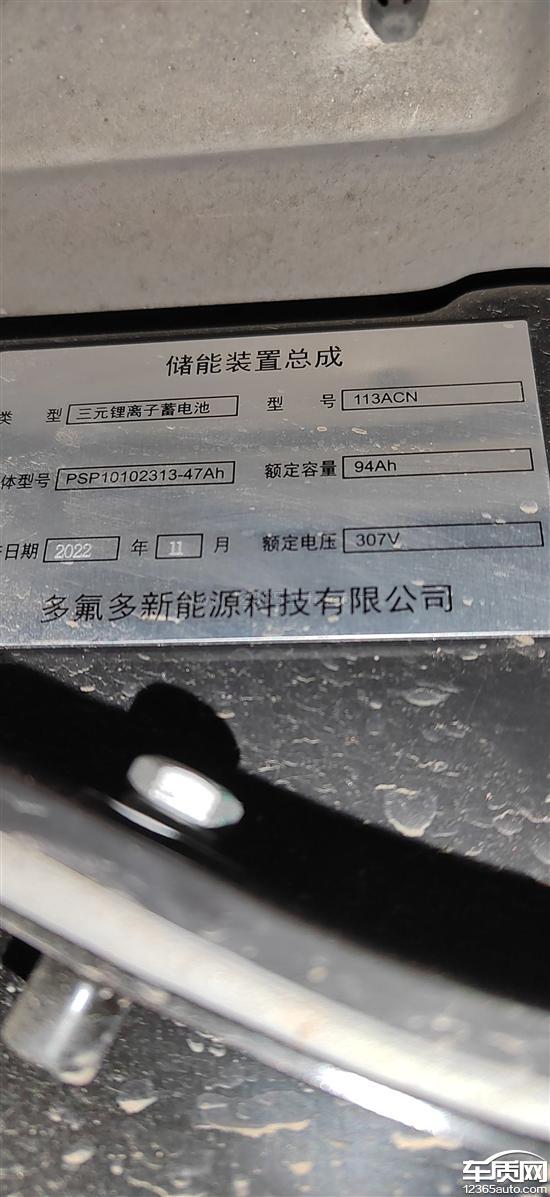 储能装置总成
类 型 三元锂离子蓄电池 型 号 113ACN
体型号 PSP10102313-47Ah 额定容量 94Ah
日期 2022 年 11 月 额定电压 307V
多氟多新能源科技有限公司
车质网
12365auto.com